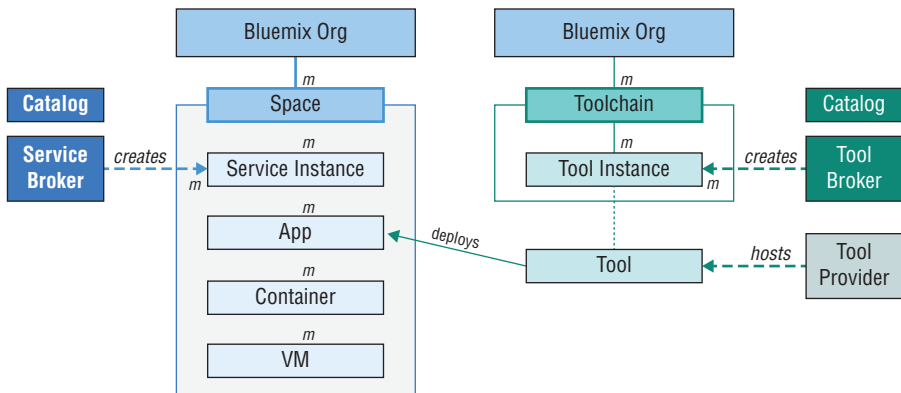 Bluemix Org
Bluemix Org
m
m
Catalog
Space
Toolchain
Catalog
m
m
Service
Broker
creates
m
Service Instance
Tool Instance
m
creates
Tool
Broker
m
App
deploys
Tool
hosts
Tool
Provider
m
Container
m
VM